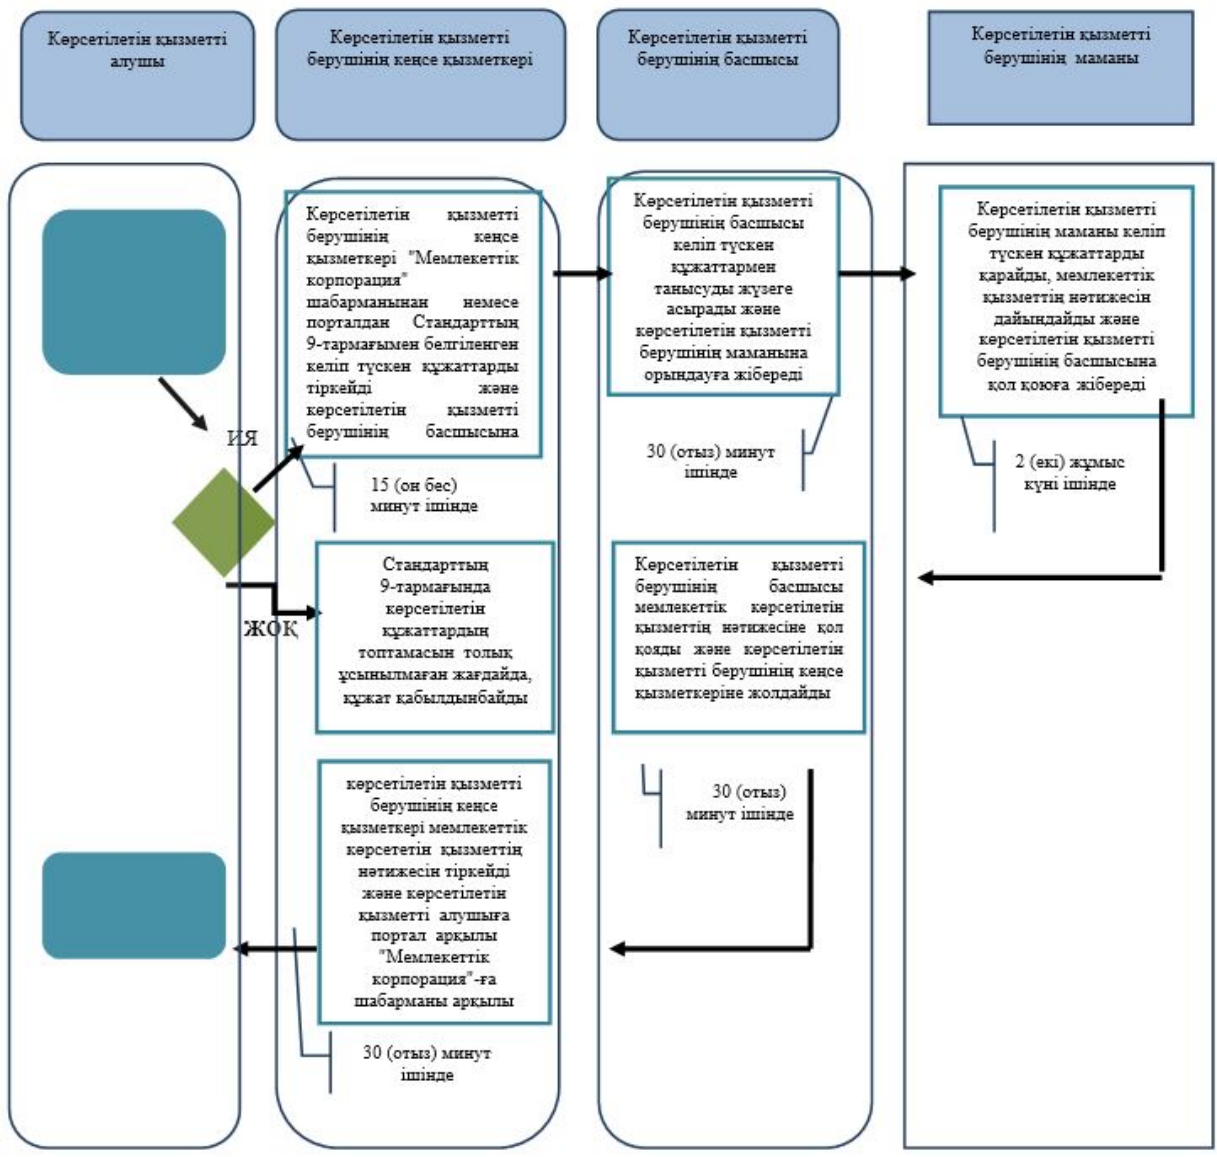 Көрсетілетін қызметті
алушы
Көрсетілетін қызметті
берушінің кеңсе қызметкері
Көрсетілетін қызметті
берушінің басшысы
Көрсетілетін қызметті
берушінің маманы
Көрсетілетін қызметті
берушінің кеңсе
қызметкері "Мемлекеттік
корпорация"
шабарманынан немесе
порталдан Стандарттың
9-тармағымен белгіленген
келіп түскен құжаттарды
тіркейді және
көрсетілетін қызметті
берушінің басшысына
Көрсетілетін қызметті
берушінің басшысы
келіп түскен
құжаттармен
танысуды жүзеге
асырады және
көрсетілетін қызметті
берушінің маманына
орындауға жібереді
Көрсетілетін қызметті
берушінің маманы келіп
түскен құжаттарды
қарайды, мемлекеттік
қызметтің нәтижесін
дайындайды және
көрсетілетін қызметті
берушінің басшысына
қол қоюға жібереді
ИЯ
15 (он бес)
минут ішінде
30 (отыз) минут
ішінде
2 (екі) жұмыс
күні ішінде
ЖОҚ
Стандарттың
9-тармағында
көрсетілетін
құжаттардың
топтамасын толық
ұсынылмаған жағдайда,
құжат қабылдынбайды
Көрсетілетін қызметті
берушінің басшысы
мемлекеттік көрсетілетін
қызметтің нәтижесіне қол
қояды және көрсетілетін
қызметті берушінің кеңсе
қызметкеріне жолдайды
30 (отыз)
минут ішінде
көрсетілетін қызметті
берушінің кеңсе
қызметкері мемлекеттік
көрсететін қызметтің
нәтижесін тіркейді
және көрсетілетін
қызметті алушыға
портал арқылы
"Мемлекеттік
корпорация"-ға
шабарманы арқылы
30 (отыз) минут
ішінде